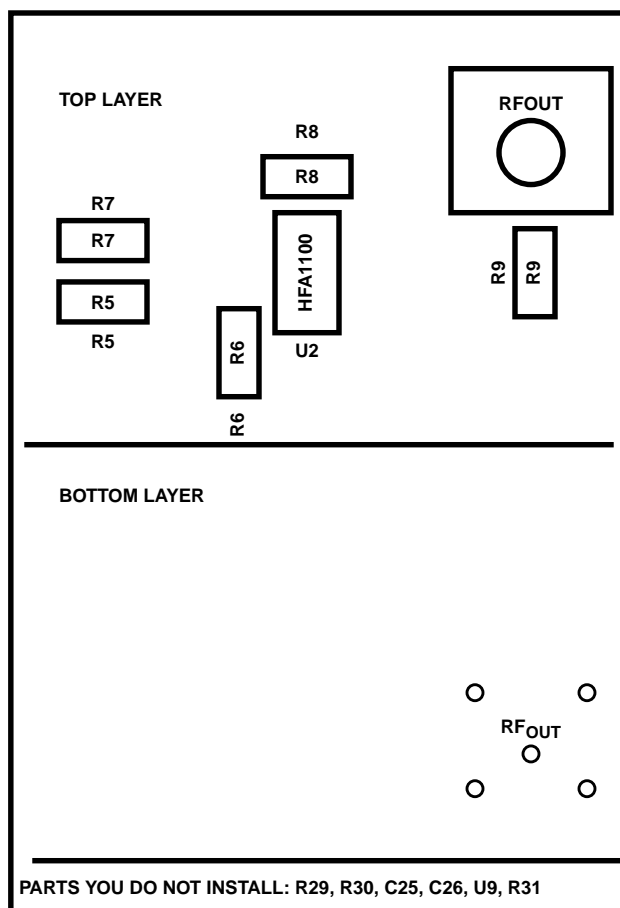 TOP LAYER
RFOUT
R8
R8
R7
R7
HFA1100
R9
R9
R5
R5
R6
U2
R6
BOTTOM LAYER
RFOUT
PARTS YOU DO NOT INSTALL: R29, R30, C25, C26, U9, R31